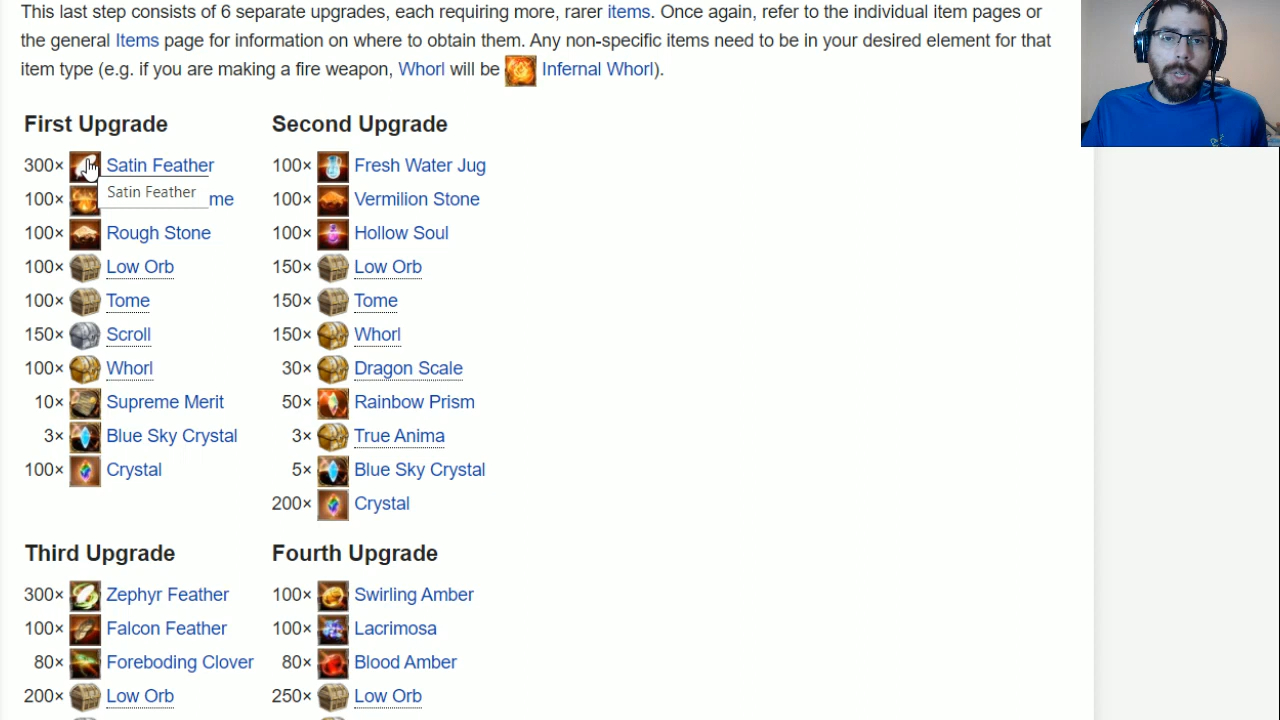 This last step consists of 6 separate upgrades, each requiring more, rarer items. Once again, refer to the individual item pages or
the general Items page for information on where to obtain them. Any non-specific items need to be in your desired element for that
item type (e.g. if you are making a fire weapon, Whorl will be Infernal Whorl).
First Upgrade
300× Satin Feather
Satin Feather
100× me
100× Rough Stone
100× Low Orb
100× Tome
150× Scroll
100× Whorl
10× Supreme Merit
3× Blue Sky Crystal
100× Crystal
Second Upgrade
100× Fresh Water Jug
100× Vermilion Stone
100× Hollow Soul
150× Low Orb
150× Tome
150× Whorl
30× Dragon Scale
50× Rainbow Prism
3× True Anima
5× Blue Sky Crystal
200× Crystal
Third Upgrade
300× Zephyr Feather
100× Falcon Feather
80× Foreboding Clover
200× Low Orb
Fourth Upgrade
100× Swirling Amber
100× Lacrimosa
80× Blood Amber
250× Low Orb